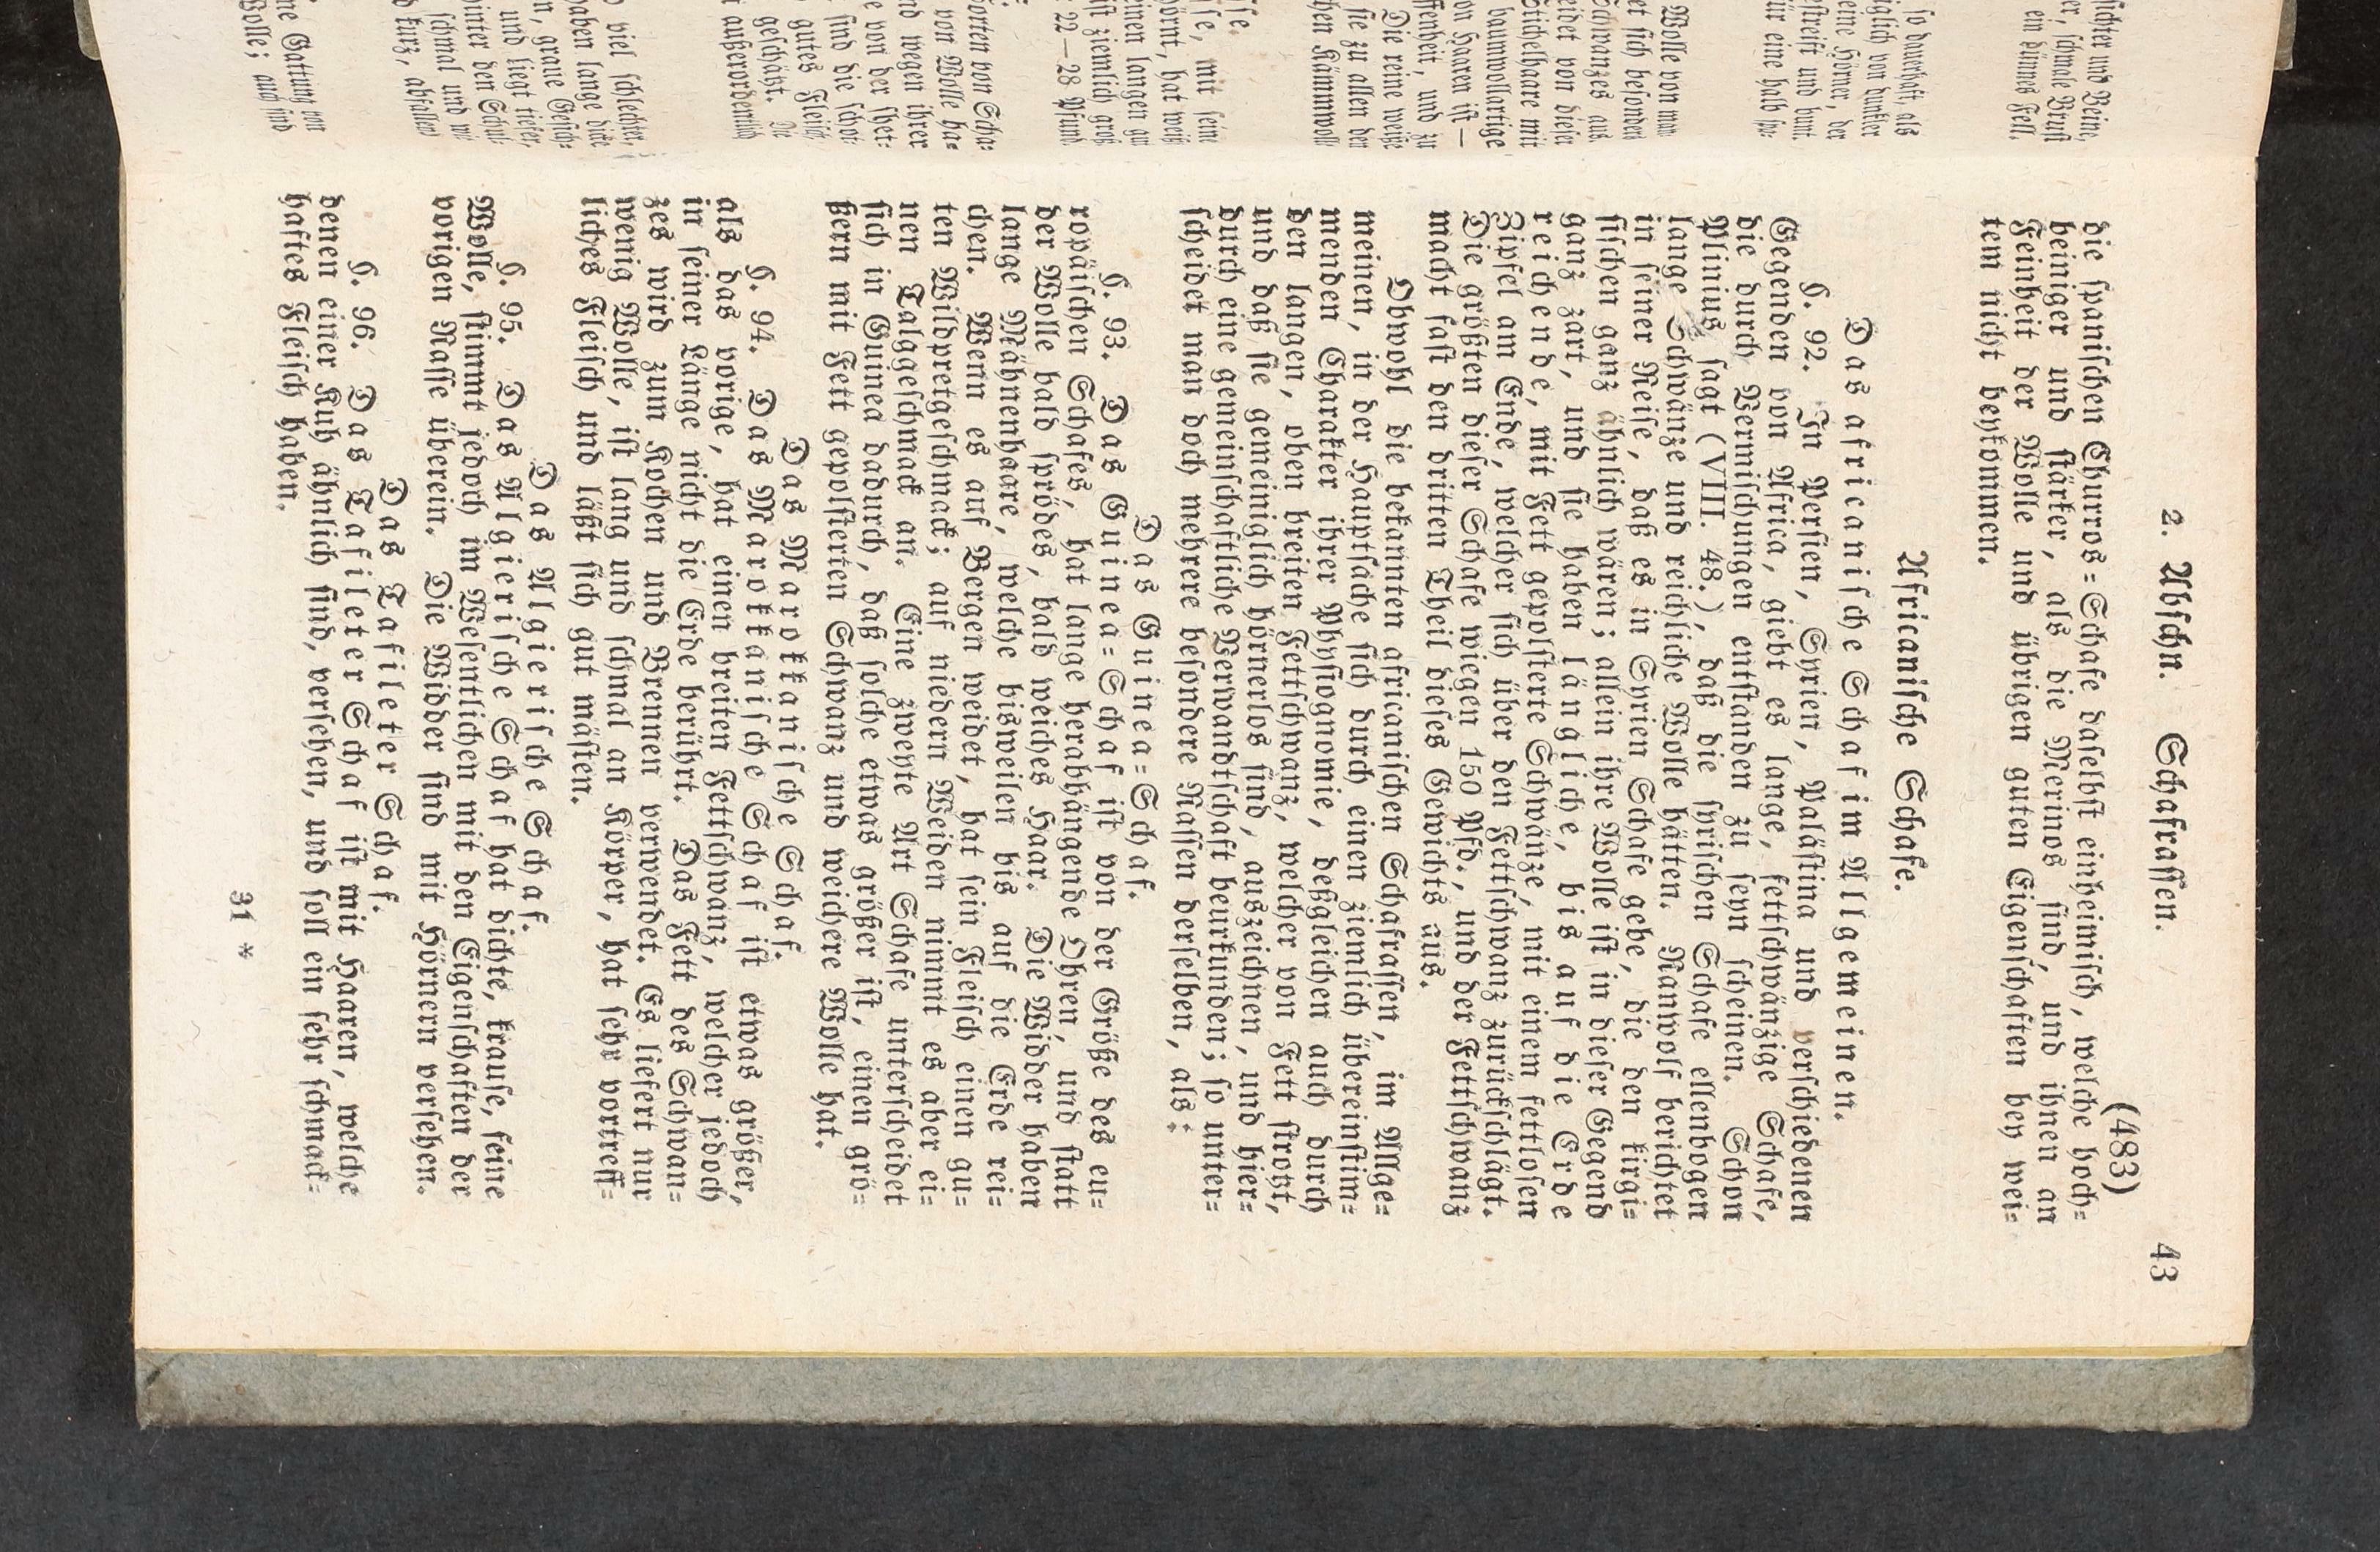 2. Abschn. Schafrassen. 43
(483)
die spanischen Churros=Schafe daselbst einheimisch, welche hoch=
beiniger und stärker, als die Merinos sind, und ihnen an
Feinheit der Wolle und übrigen guten Eigenschaften bey wei=
tem nicht beykommen.
Africanische Schafe.
Das africanische Schaf im Allgemeinen.
§. 92. In Persien, Syrien, Palästina und verschiedenen
Gegenden von Africa, giebt es lange, fettschwänzige Schafe,
die durch Vermischungen entstanden zu seyn scheinen. Schon
Plinius sagt (VIII. 48.), daß die syrischen Schafe ellenbogen
lange Schwänze und reichliche Wolle hätten. Rauwolf berichtet
in seiner Reise, daß es in Syrien Schafe gebe, die den kirgi=
sischen ganz ähnlich wären; allein ihre Wolle ist in dieser Gegend
ganz zart, und sie haben längliche, bis auf die Erde
reichende, mit Fett gepolsterte Schwänze, mit einem fettlosen
Zipfel am Ende, welcher sich über den Fettschwanz zurückschlägt.
Die größten dieser Schafe wiegen 150 Pfd., und der Fettschwanz
macht fast den dritten Theil dieses Gewichts aus.
Obwohl die bekannten africanischen Schafrassen, im Allge=
meinen, in der Hauptsache sich durch einen ziemlich übereinstim=
menden Charakter ihrer Physiognomie, deßgleichen auch durch
den langen, oben breiten Fettschwanz, welcher von Fett strotzt,
und daß sie gemeiniglich hörnerlos sind, auszeichnen, und hier=
durch eine gemeinschaftliche Verwandtschaft beurkunden; so unter=
scheidet man doch mehrere besondere Rassen derselben, als:
Das Guinea=Schaf.
§. 93. Das Guinea=Schaf ist von der Größe des eu=
ropäischen Schafes, hat lange herabhängende Ohren, und statt
der Wolle bald sprödes, bald weiches Haar. Die Widder haben
lange Mähnenhaare, welche bisweilen bis auf die Erde rei=
chen. Wenn es auf Bergen weidet, hat sein Fleisch einen gu=
ten Wildpretgeschmack; auf niedern Weiden nimmt es aber ei=
nen Talggeschmack an. Eine zweyte Art Schafe unterscheidet
sich in Guinea dadurch, daß solche etwas größer ist, einen grö=
ßern mit Fett gepolsterten Schwanz und weichere Wolle hat.
Das Marokkanische Schaf.
§. 94. Das Marokkanische Schaf ist etwas größer,
als das vorige, hat einen breiten Fettschwanz, welcher jedoch
in seiner Länge nicht die Erde berührt. Das Fett des Schwan=
zes wird zum Kochen und Brennen verwendet. Es liefert nur
wenig Wolle, ist lang und schmal an Körper, hat sehr vortreff=
liches Fleisch und läßt sich gut mästen.
Das Algierische Schaf.
§. 95. Das Algierische Schaf hat dichte, krause, feine
Wolle, stimmt jedoch im Wesentlichen mit den Eigenschaften der
vorigen Rasse überein. Die Widder sind mit Hörnern versehen.
Das Tafileter Schaf.
§. 96. Das Tafileter Schaf ist mit Haaren, welche
denen einer Kuh ähnlich sind, versehen, und soll ein sehr schmack=
haftes Fleisch haben.
31 *